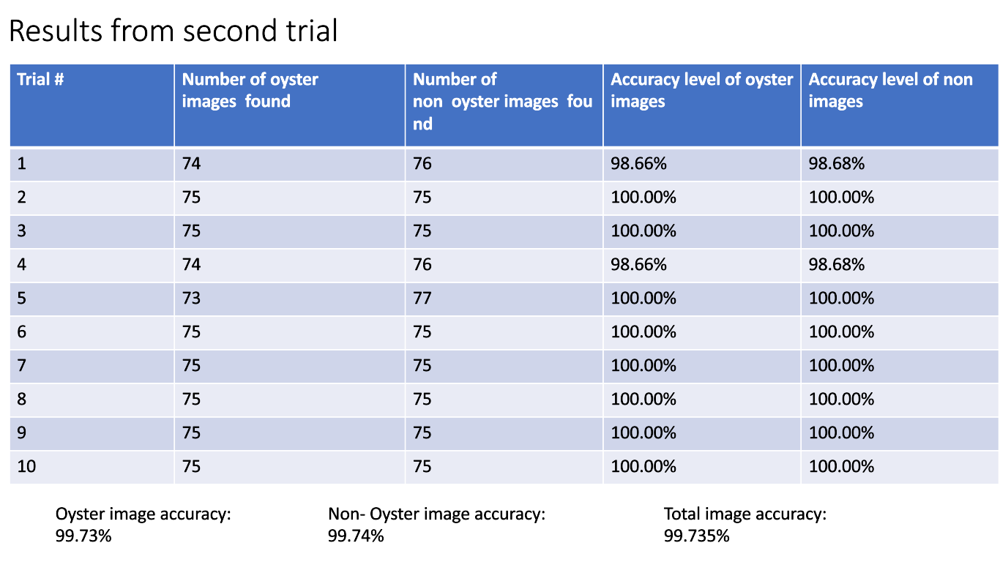 Results from second trial
Trial # Number of oyster images  found Number of non  oyster images  fou nd Accuracy level of oyster images Accuracy level of non images
1 74 76 98.66% 98.68%
2 75 75 100.00% 100.00%
3 75 75 100.00% 100.00%
4 74 76 98.66% 98.68%
5 73 77 100.00% 100.00%
6 75 75 100.00% 100.00%
7 75 75 100.00% 100.00%
8 75 75 100.00% 100.00%
9 75 75 100.00% 100.00%
10 75 75 100.00% 100.00%
Oyster image accuracy: 
99.73%
Non- Oyster image accuracy:
99.74%
Total image accuracy:
99.735%